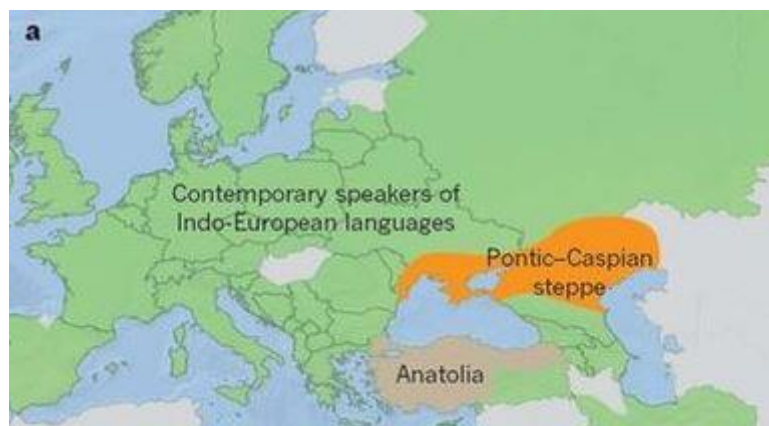 a
Contemporary speakers of
Indo-European languages
Pontic–Caspian
steppe
Anatolia